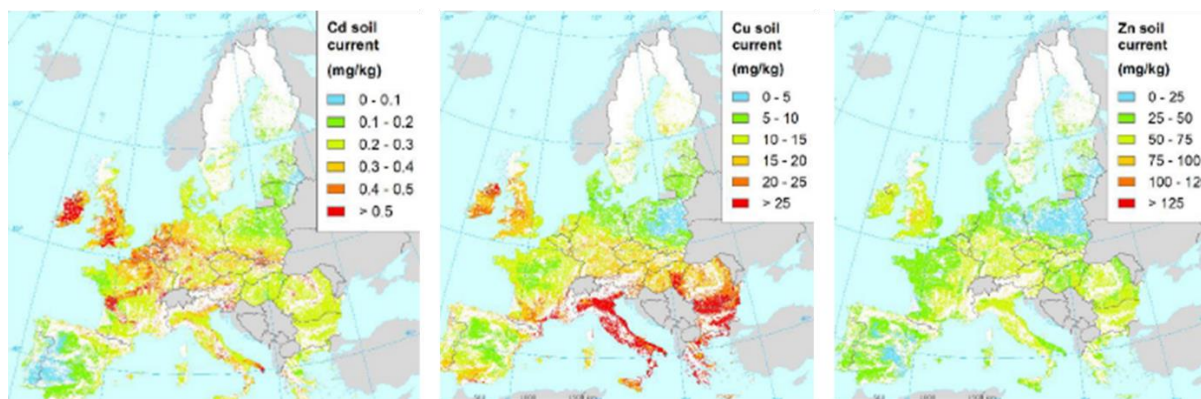 Cd soil
current
(mg/kg)
0 - 0.1
0.1 - 0.2
0.2 - 0.3
0.3 - 0.4
0.4 - 0.5
> 0.5
Cu soil
current
(mg/kg)
0 - 5
5 - 10
10 - 15
15 - 20
20 - 25
> 25
Zn soil
current
(mg/kg)
0 - 25
25 - 50
50 - 75
75 - 100
100 - 12
> 125